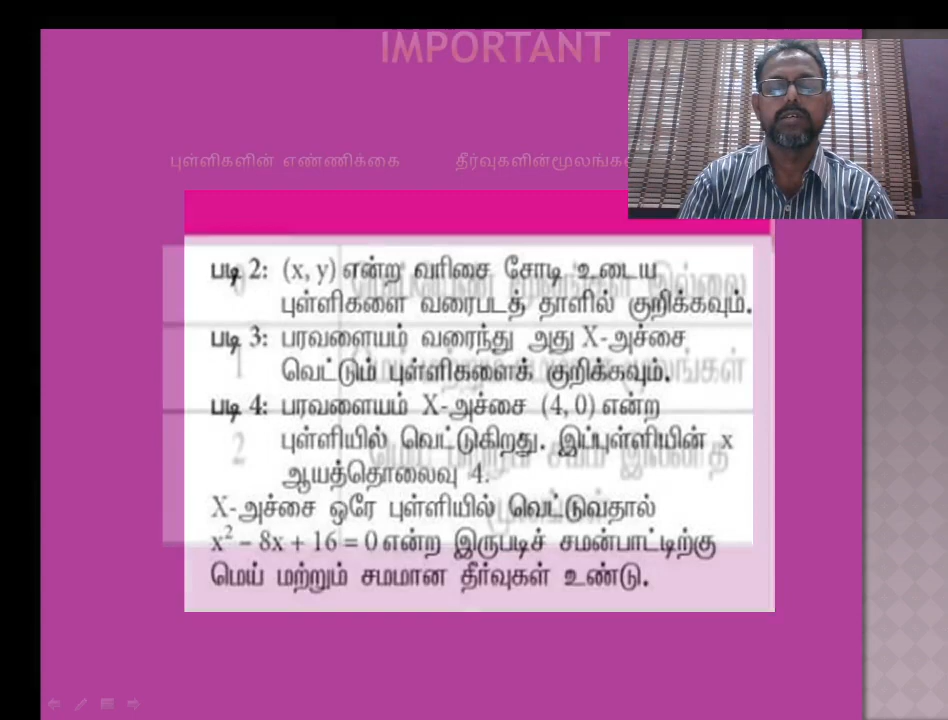 IMPORTANT
புள்ளிகளின் எண்ணிக்கை தீர்வுகளின்மூலங்க
படி 2: (x, y) என்ற வரிசை சோடி உடைய
புள்ளிகளை வரைபடத் தாளில் குறிக்கவும்.
படி 3: பரவளையம் வரைந்து அது X-அச்சை
வெட்டும் புள்ளிகளைக் குறிக்கவும்.
படி 4: பரவளையம் X-அச்சை (4, 0) என்ற
புள்ளியில் வெட்டுகிறது. இப்புள்ளியின் x
ஆயத்தொலைவு 4.
X-அச்சை ஒரே புள்ளியில் வெட்டுவதால்
x² − 8x + 16 = 0 என்ற இருபடிச் சமன்பாட்டிற்கு
மெய் மற்றும் சமமான தீர்வுகள் உண்டு.